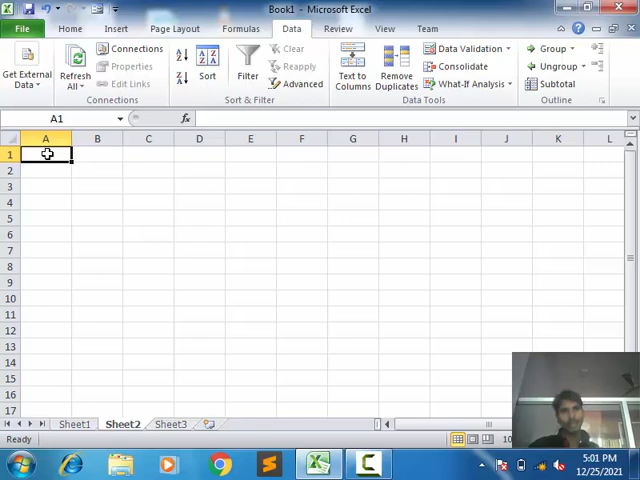 Book1 - Microsoft Excel
File Home Insert Page Layout Formulas Data Review View Team
Get External Data
Refresh All
Connections
Properties
Edit Links
Connections
Sort
Filter
Clear
Reapply
Advanced
Sort & Filter
Text to Columns
Remove Duplicates
Data Validation
Consolidate
What-If Analysis
Data Tools
Group
Ungroup
Subtotal
Outline
A1 fx
A B C D E F G H I J K L
1
2
3
4
5
6
7
8
9
10
11
12
13
14
15
16
17
Sheet1 Sheet2 Sheet3
Ready 10
5:01 PM
12/25/2021